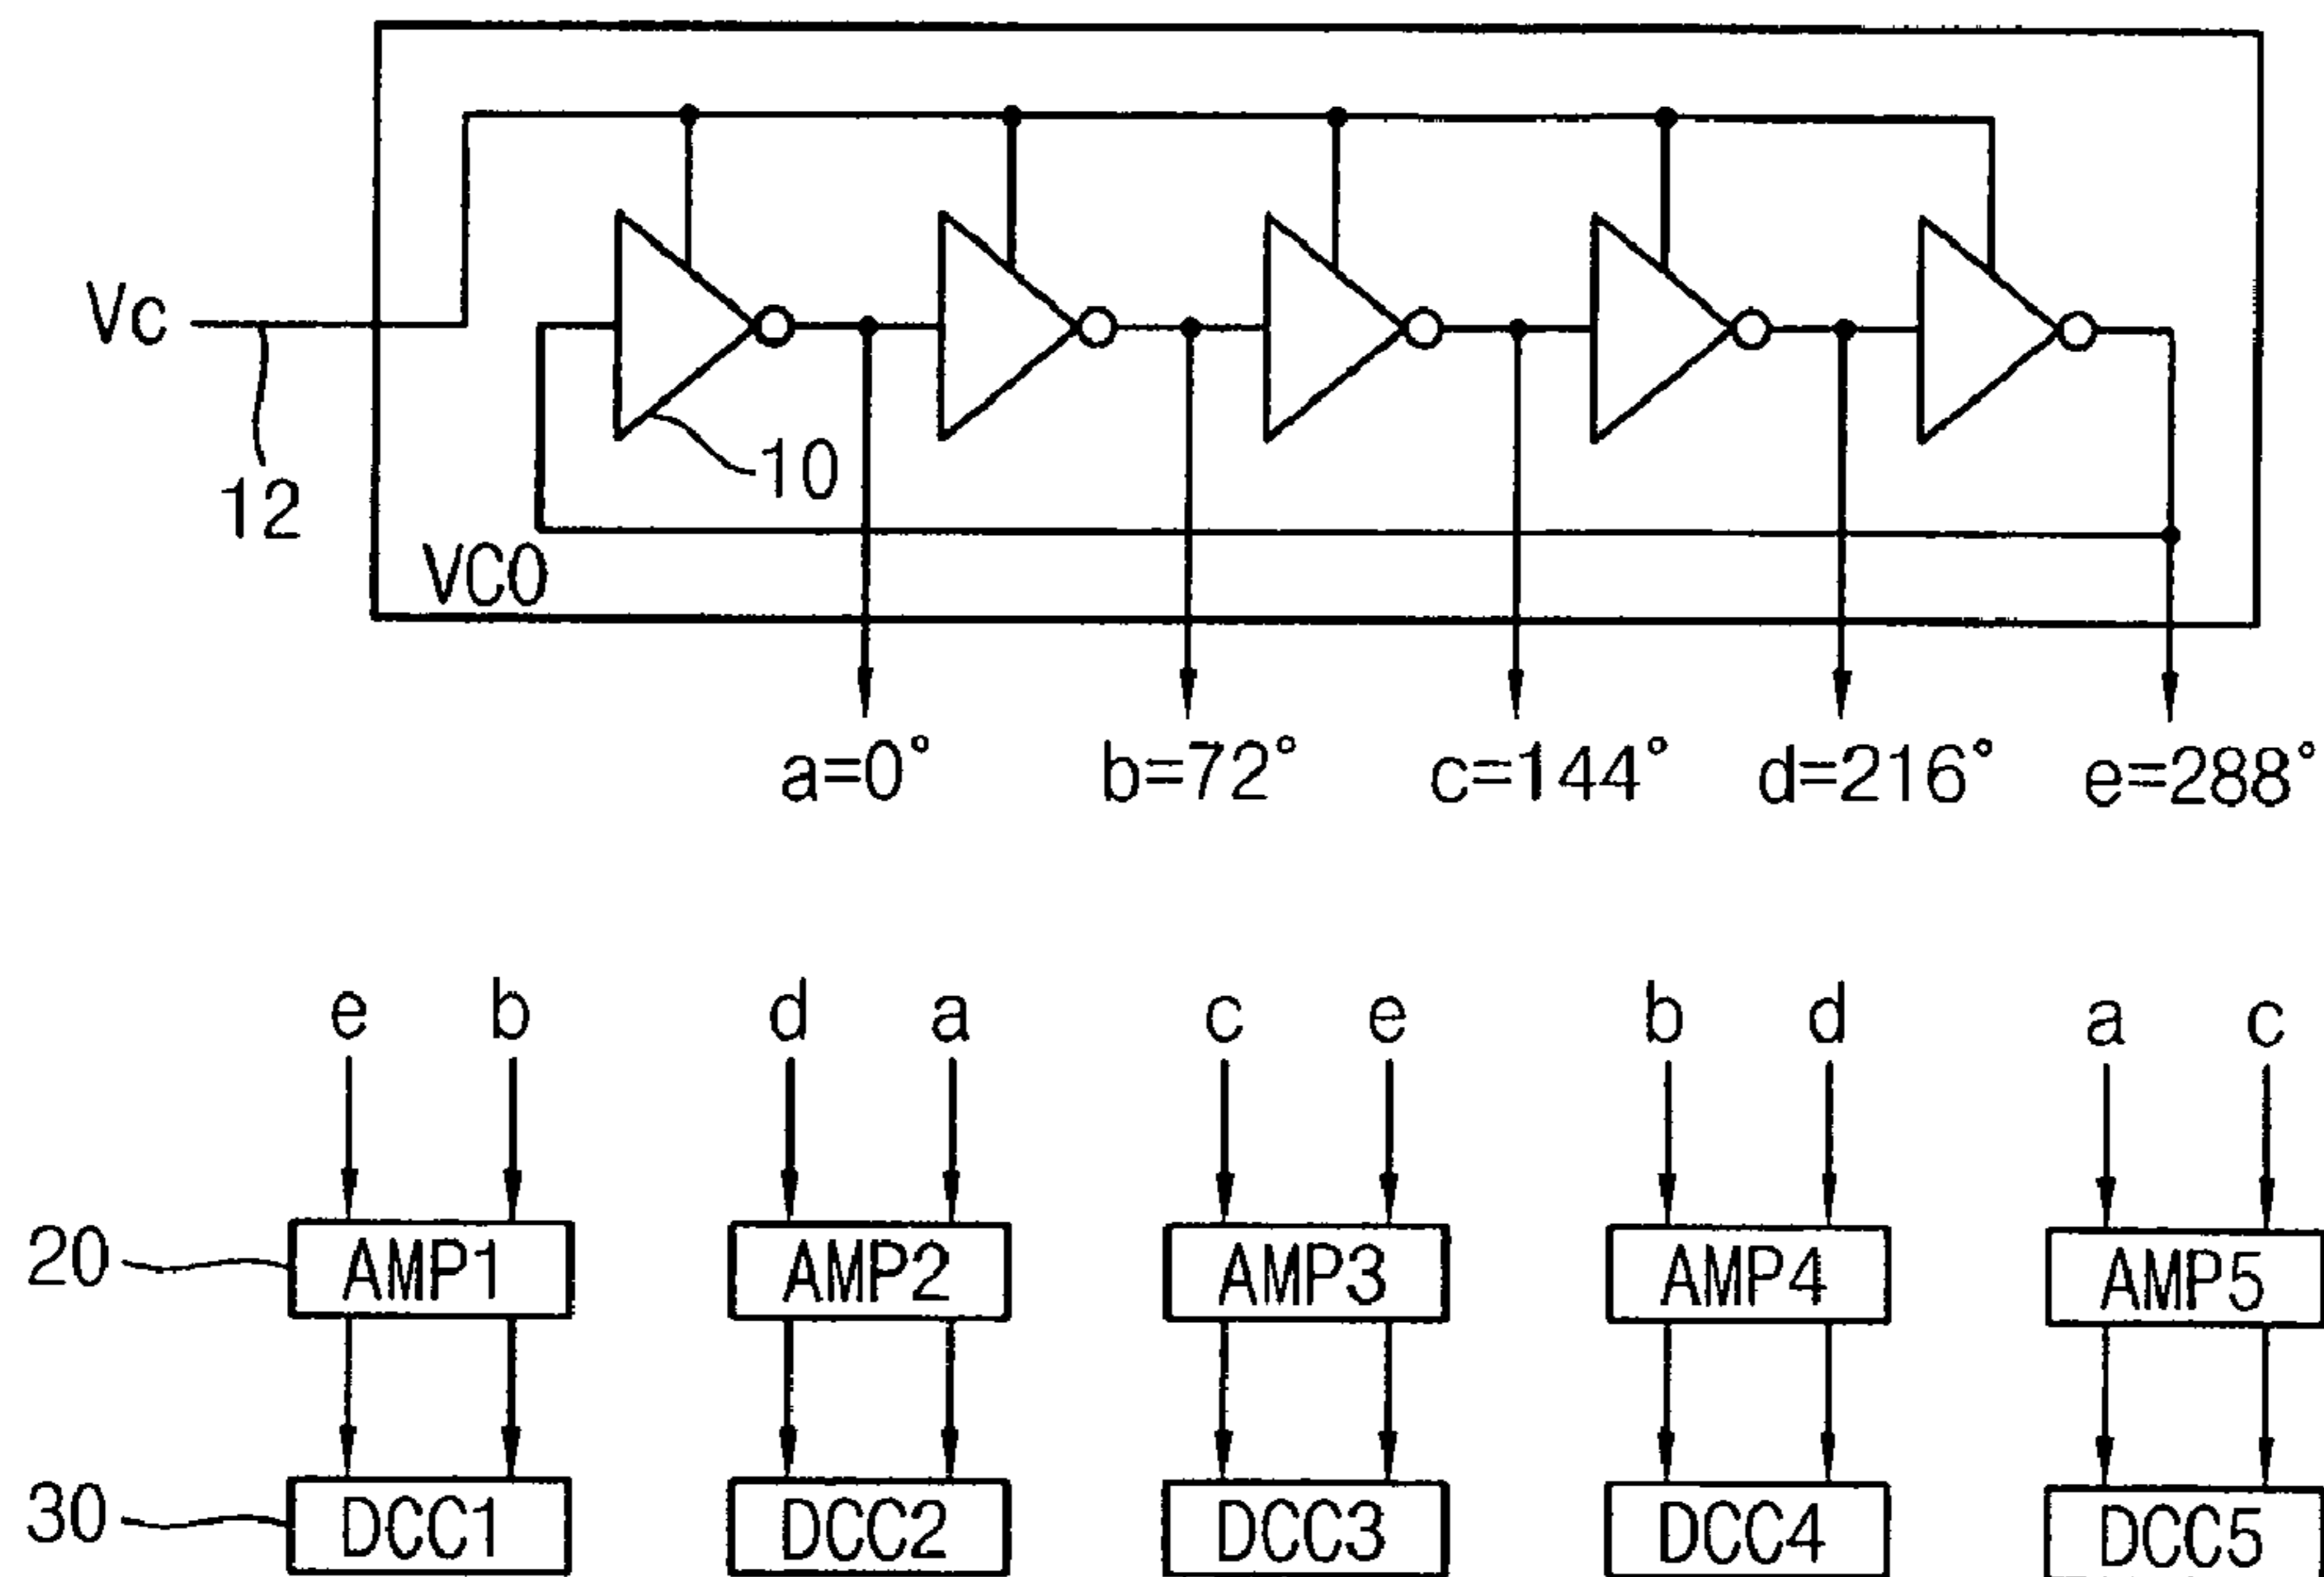 Vc
12
10
VCO
a=0° b=72° c=144° d=216° e=288°
e b d a c e b d a c
20 AMP1 AMP2 AMP3 AMP4 AMP5
30 DCC1 DCC2 DCC3 DCC4 DCC5